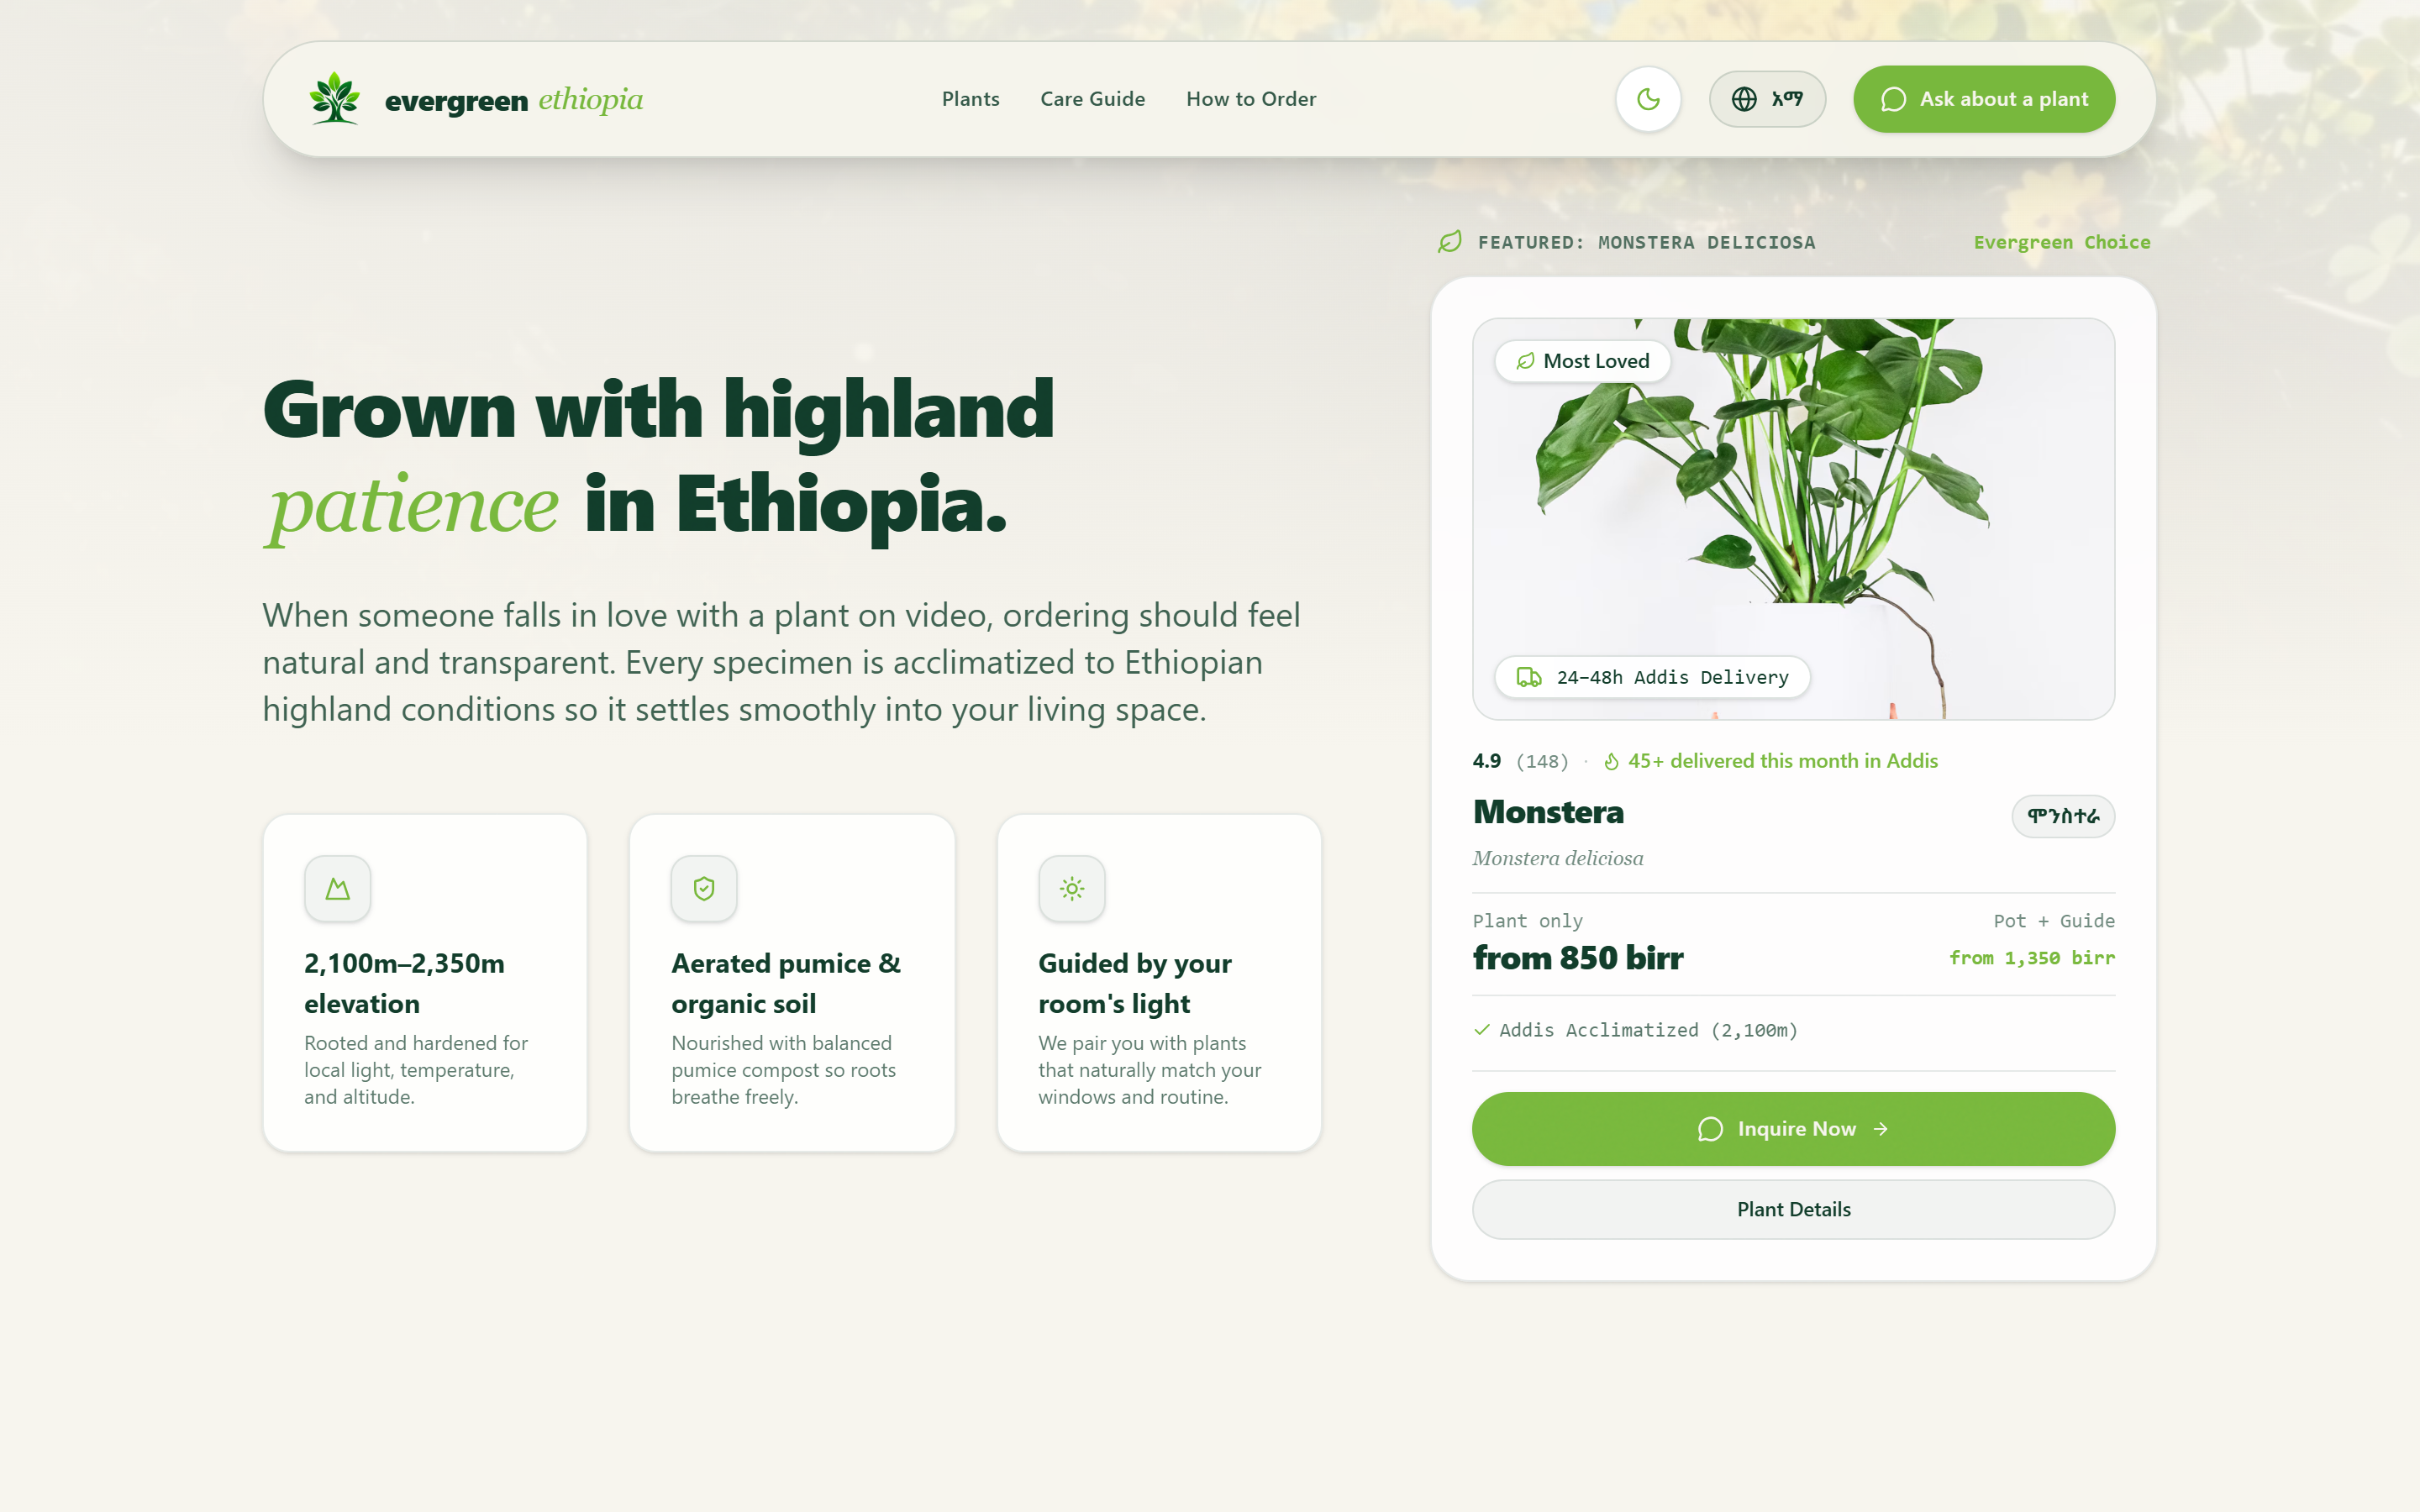 evergreen ethiopia
Plants
Care Guide
How to Order
አማ
Ask about a plant
Grown with highland
patience in Ethiopia.
When someone falls in love with a plant on video, ordering should feel
natural and transparent. Every specimen is acclimatized to Ethiopian
highland conditions so it settles smoothly into your living space.
2,100m–2,350m
elevation
Rooted and hardened for
local light, temperature,
and altitude.
Aerated pumice &
organic soil
Nourished with balanced
pumice compost so roots
breathe freely.
Guided by your
room's light
We pair you with plants
that naturally match your
windows and routine.
FEATURED: MONSTERA DELICIOSA
Evergreen Choice
Most Loved
24–48h Addis Delivery
4.9 (148) · 45+ delivered this month in Addis
Monstera
ሞንስተራ
Monstera deliciosa
Plant only
Pot + Guide
from 850 birr
from 1,350 birr
Addis Acclimatized (2,100m)
Inquire Now →
Plant Details